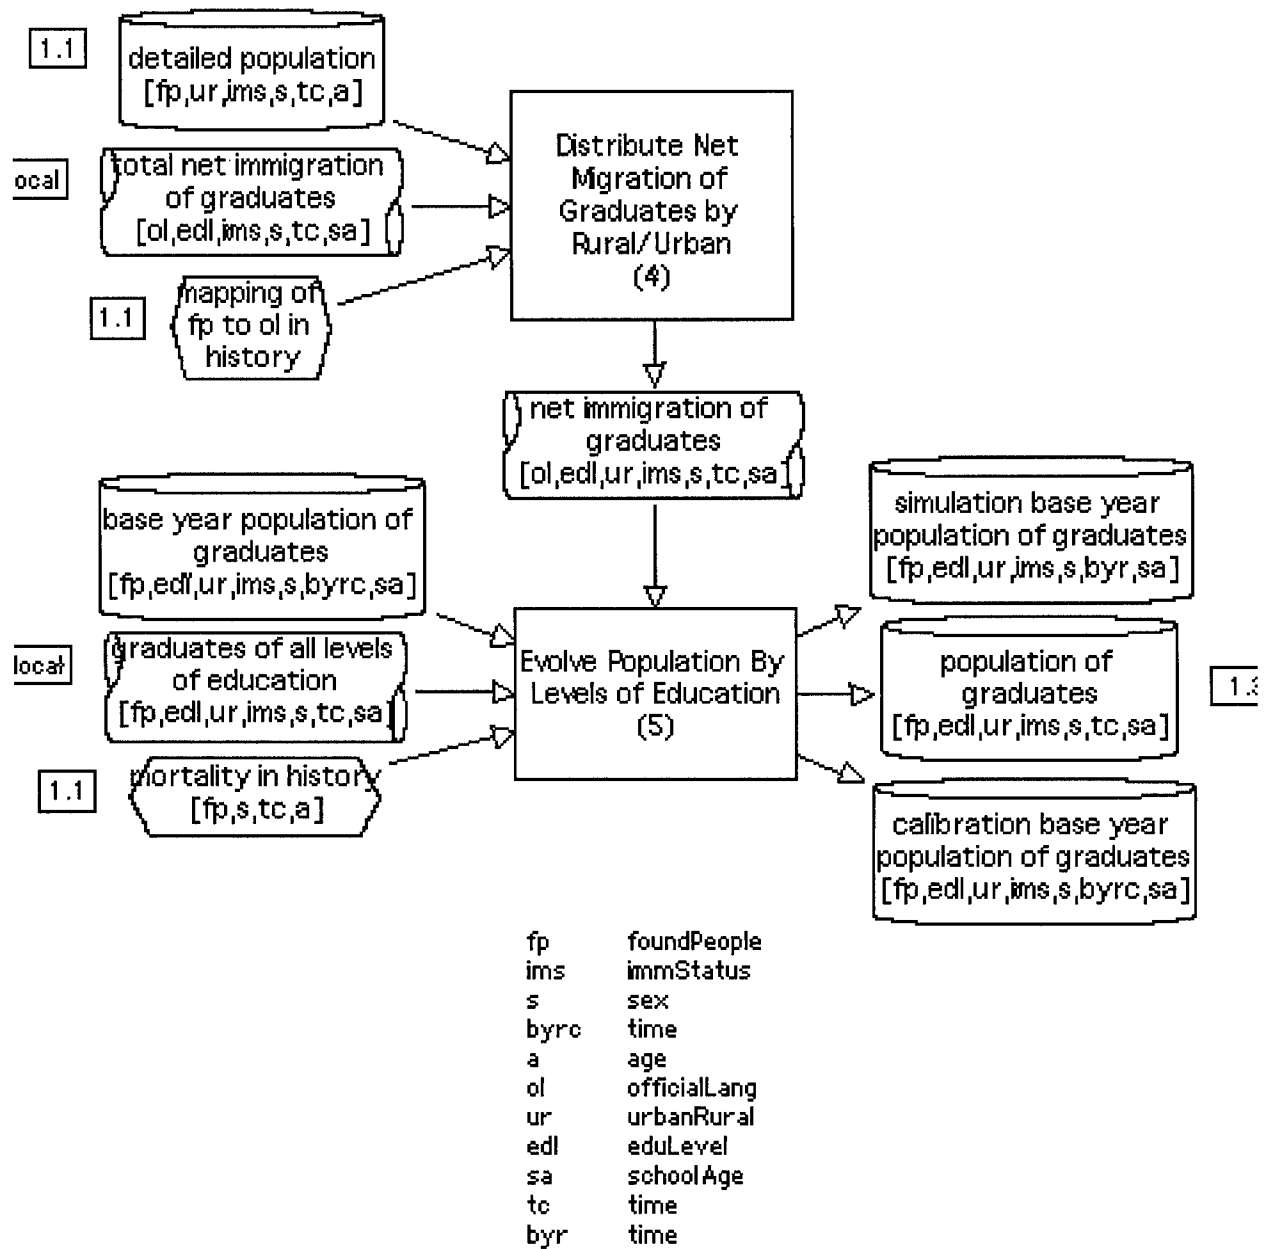 1.1
detailed population
[fp,ur,ims,s,tc,a]
ocal
total net immigration
of graduates
[ol,edl,ims,s,tc,sa]
1.1
mapping of
fp to ol in
history
Distribute Net
Migration of
Graduates by
Rural/Urban
(4)
net immigration of
graduates
[ol,edl,ur,ims,s,tc,sa]
base year population of
graduates
[fp,edl,ur,ims,s,byrc,sa]
local
graduates of all levels
of education
[fp,edl,ur,ims,s,tc,sa]
1.1
mortality in history
[fp,s,tc,a]
Evolve Population By
Levels of Education
(5)
simulation base year
population of graduates
[fp,edl,ur,ims,s,byr,sa]
population of
graduates
[fp,edl,ur,ims,s,tc,sa]
1.3
calibration base year
population of graduates
[fp,edl,ur,ims,s,byrc,sa]
fp foundPeople
ims immStatus
s sex
byrc time
a age
ol officialLang
ur urbanRural
edl eduLevel
sa schoolAge
tc time
byr time